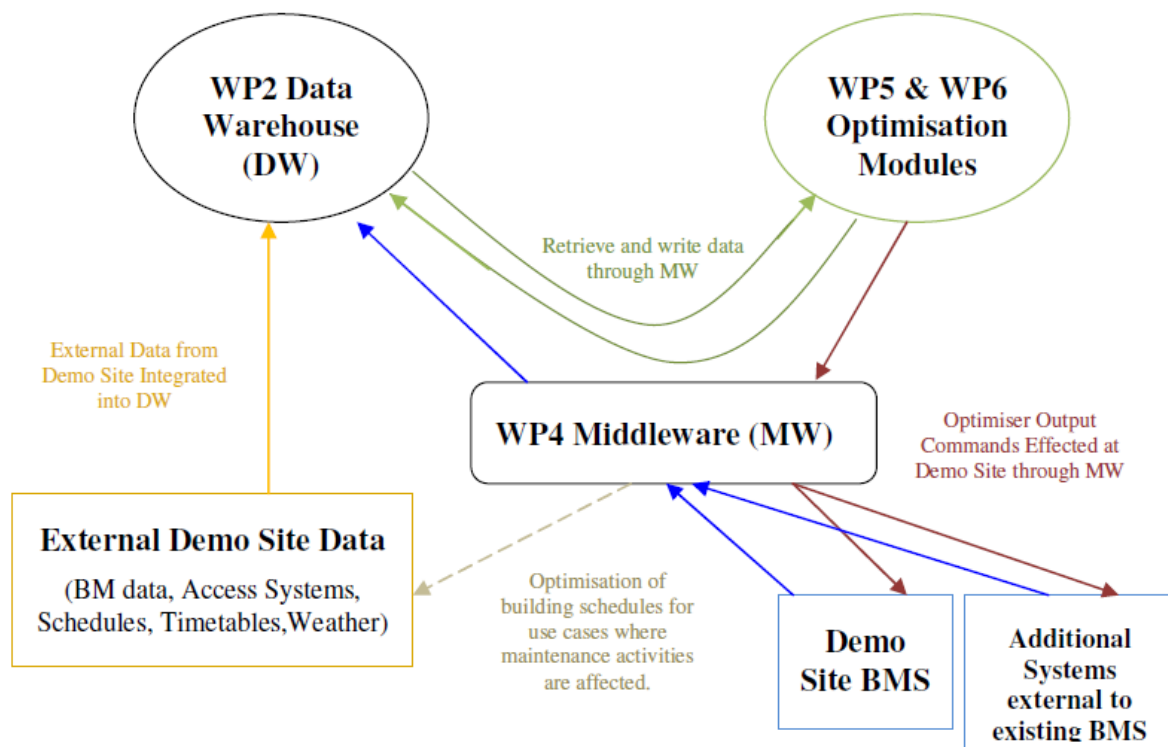 WP2 Data
Warehouse
(DW)
WP5 & WP6
Optimisation
Modules
Retrieve and write data
through MW
External Data from
Demo Site Integrated
into DW
WP4 Middleware (MW)
Optimiser Output
Commands Effected at
Demo Site through MW
External Demo Site Data
(BM data, Access Systems,
Schedules, Timetables,Weather)
Optimisation of
building schedules for
use cases where
maintenance activities
are affected.
Demo
Site BMS
Additional
Systems
external to
existing BMS